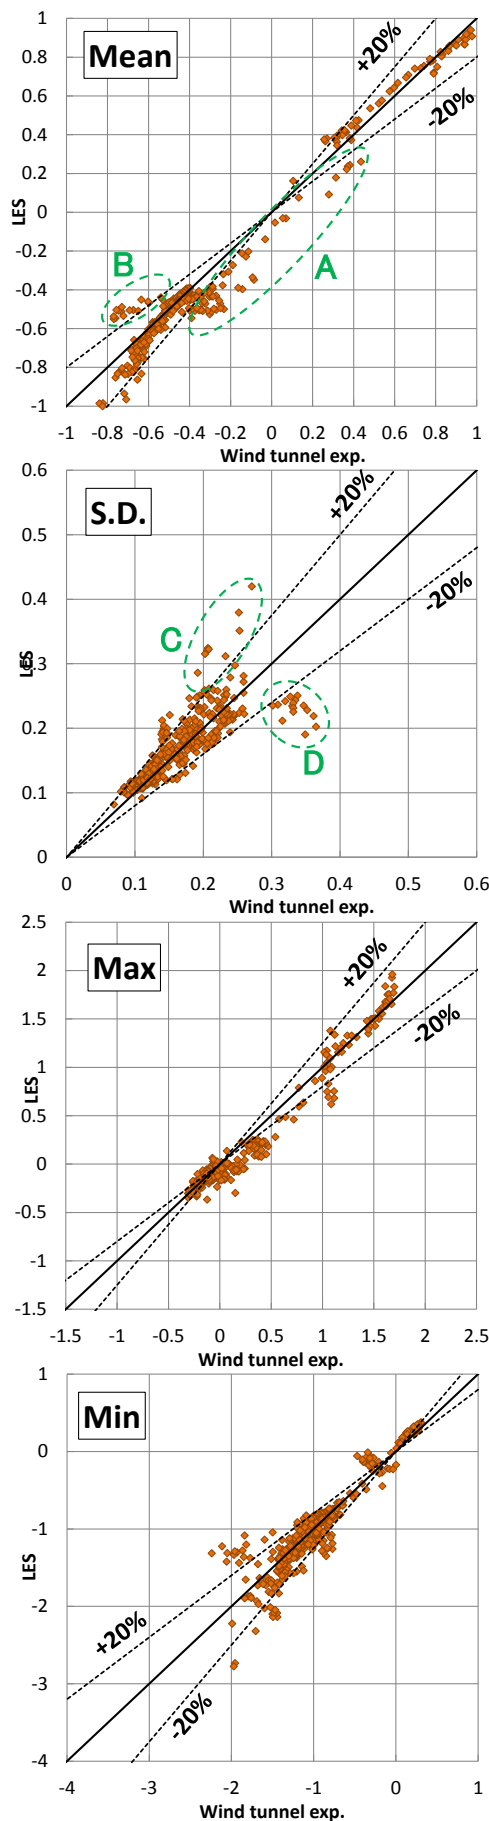 1
Mean
+20%
0.8
0.6
-20%
0.4
0.2
LES
0
-0.2
B
A
-0.4
-0.6
-0.8
-1
-1 -0.8 -0.6 -0.4 -0.2 0 0.2 0.4 0.6 0.8 1
Wind tunnel exp.
0.6
S.D.
+20%
0.5
-20%
0.4
C
LES
0.3
0.2
D
0.1
0
0 0.1 0.2 0.3 0.4 0.5 0.6
Wind tunnel exp.
2.5
Max
+20%
2
-20%
1.5
1
LES
0.5
0
-0.5
-1
-1.5
-1.5 -1 -0.5 0 0.5 1 1.5 2 2.5
Wind tunnel exp.
1
Min
0
-1
LES
-2
+20%
-3
-20%
-4
-4 -3 -2 -1 0 1
Wind tunnel exp.